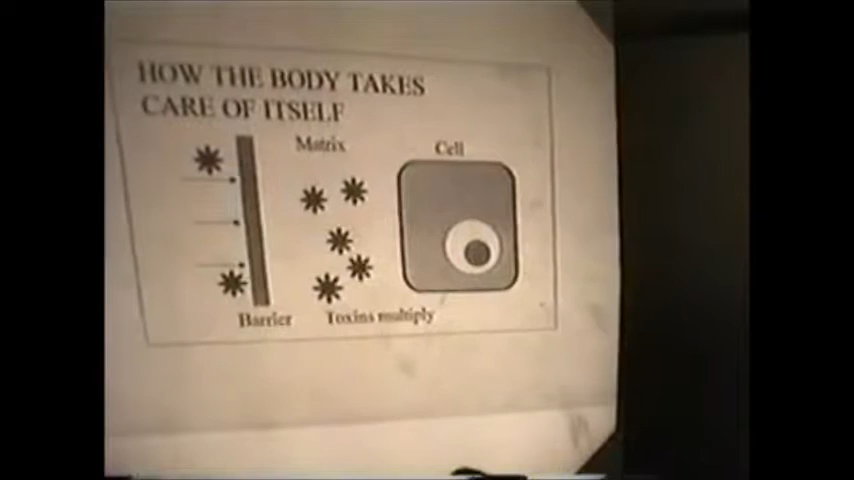 HOW THE BODY TAKES
CARE OF ITSELF
Matrix
Cell
Barrier
Toxins multiply